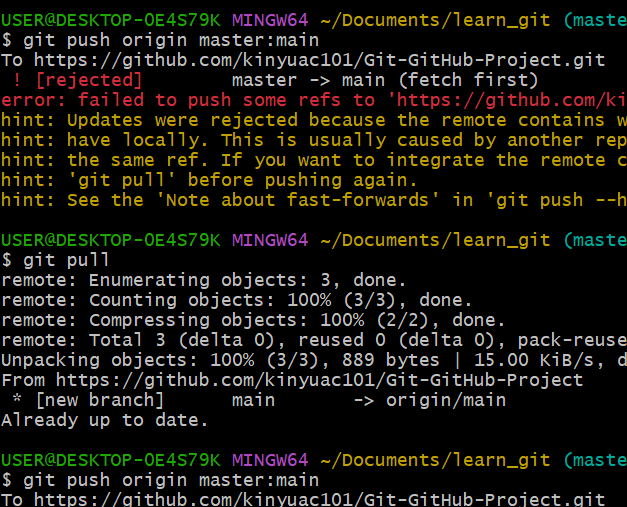 USER@DESKTOP-0E4S79K MINGW64 ~/Documents/learn_git (maste
$ git push origin master:main
To https://github.com/kinyuac101/Git-GitHub-Project.git
 ! [rejected]        master -> main (fetch first)
error: failed to push some refs to 'https://github.com/ki
hint: Updates were rejected because the remote contains w
hint: have locally. This is usually caused by another rep
hint: the same ref. If you want to integrate the remote c
hint: 'git pull' before pushing again.
hint: See the 'Note about fast-forwards' in 'git push --h
USER@DESKTOP-0E4S79K MINGW64 ~/Documents/learn_git (maste
$ git pull
remote: Enumerating objects: 3, done.
remote: Counting objects: 100% (3/3), done.
remote: Compressing objects: 100% (2/2), done.
remote: Total 3 (delta 0), reused 0 (delta 0), pack-reuse
Unpacking objects: 100% (3/3), 889 bytes | 15.00 KiB/s, d
From https://github.com/kinyuac101/Git-GitHub-Project
 * [new branch]      main       -> origin/main
Already up to date.
USER@DESKTOP-0E4S79K MINGW64 ~/Documents/learn_git (maste
$ git push origin master:main
To https://github.com/kinyuac101/Git-GitHub-Project.git